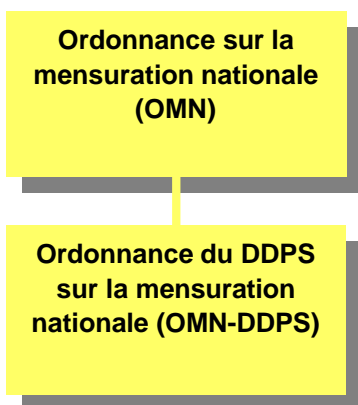 Ordonnance sur la
mensuration nationale
(OMN)
Ordonnance du DDPS
sur la mensuration
nationale (OMN-DDPS)